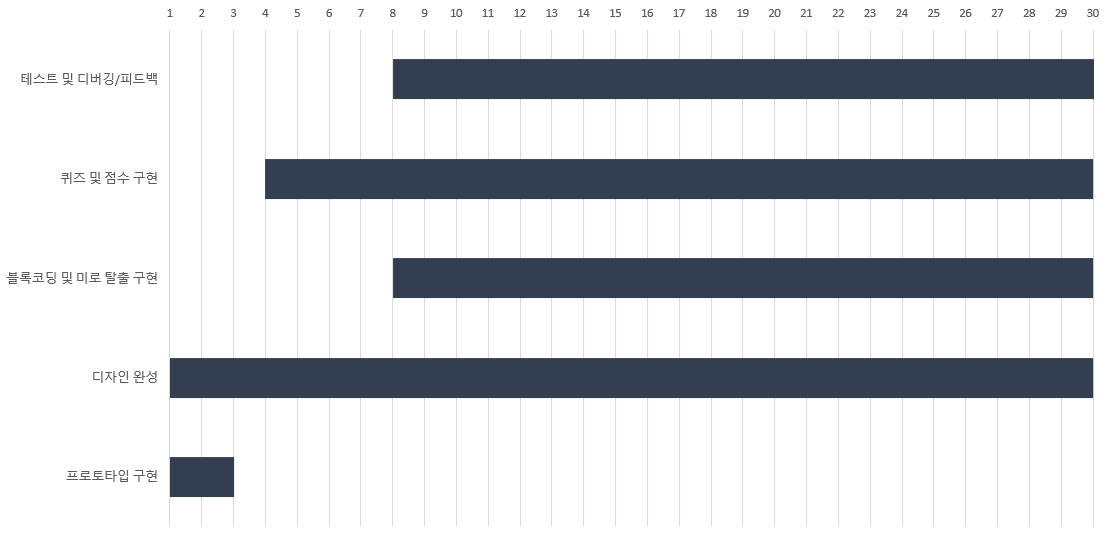 1 2 3 4 5 6 7 8 9 10 11 12 13 14 15 16 17 18 19 20 21 22 23 24 25 26 27 28 29 30
테스트 및 디버깅/피드백
퀴즈 및 점수 구현
블록코딩 및 미로 탈출 구현
디자인 완성
프로토타입 구현